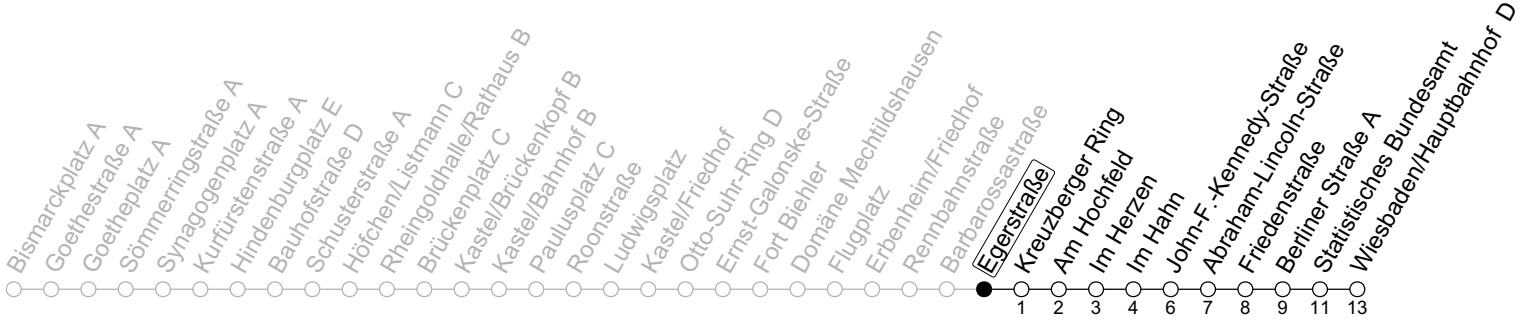 Bismarckplatz A
Goethestraße A
Goetheplatz A
Sömmerringstraße A
Synagogenplatz A
Kurfürstenstraße A
Hindenburgplatz E
Bauhofstraße D
Schusterstraße A
Höfchen/Listmann C
Rheingoldhalle/Rathaus B
Brückenplatz C
Kastel/Brückenkopf B
Kastel/Bahnhof B
Paulusplatz C
Roonstraße
Ludwigsplatz
Kastel/Friedhof
Otto-Suhr-Ring D
Ernst-Galonske-Straße
Fort Biehler
Domäne Mechtildshausen
Flugplatz
Erbenheim/Friedhof
Rennbahnstraße
Barbarossastraße
Egerstraße
Kreuzberger Ring
Am Hochfeld
Im Herzen
Im Hahn
John-F.-Kennedy-Straße
Abraham-Lincoln-Straße
Friedenstraße
Berliner Straße A
Statistisches Bundesamt
Wiesbaden/Hauptbahnhof D
1 2 3 4 6 7 8 9 11 13